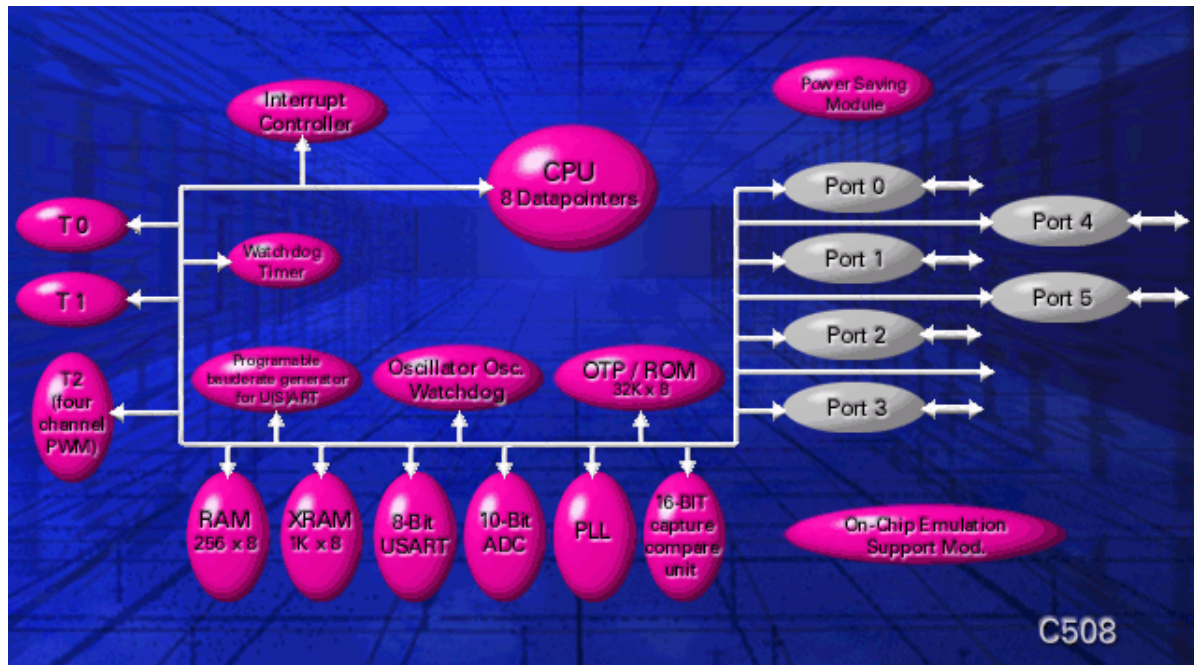 Interrupt
Controller
Power Saving
Module
CPU
8 Datapointers
Port 0
T 0
Port 4
Watchdog
Timer
Port 1
T 1
Port 5
Port 2
Programable
bauderate generator
for U(S)ART
Oscillator Osc.
Watchdog
OTP / ROM
32K x 8
T2
(four
channel
PWM)
Port 3
RAM
256 x 8
XRAM
1K x 8
8-Bit
USART
10-Bit
ADC
PLL
16-BIT
capture
compare
unit
On-Chip Emulation
Support Mod.
C508